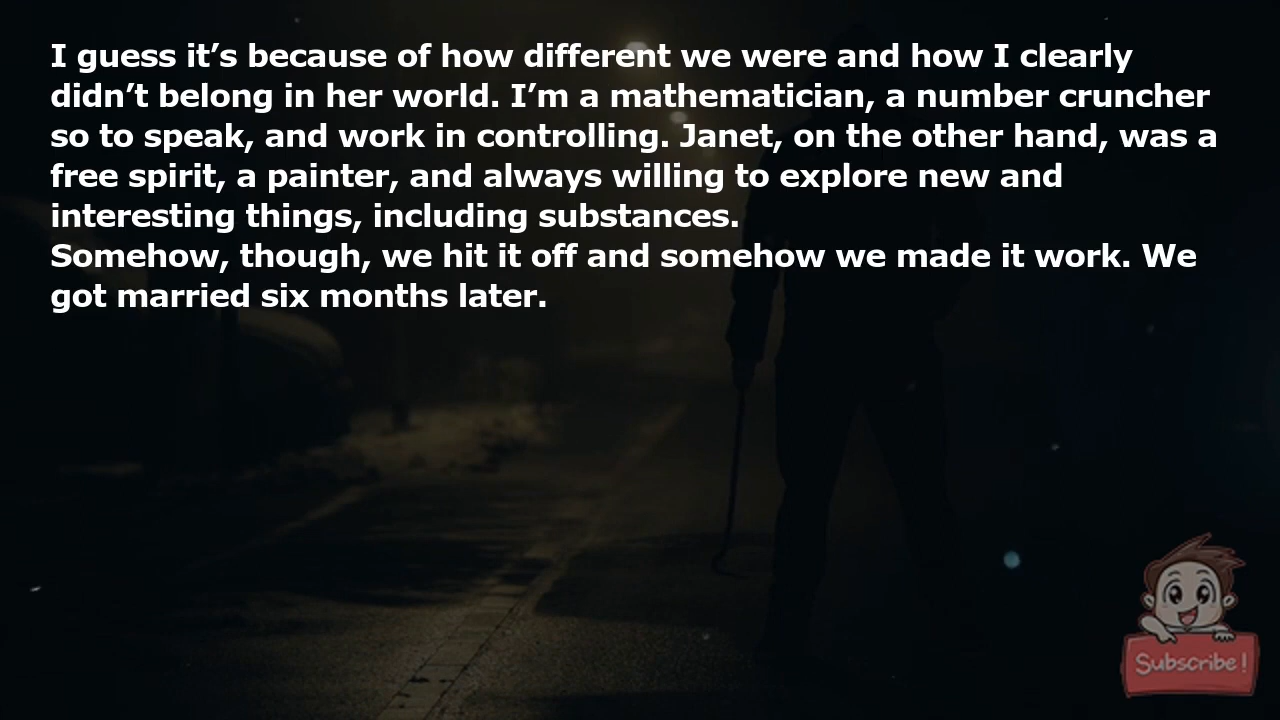 I guess it’s because of how different we were and how I clearly
didn’t belong in her world. I’m a mathematician, a number cruncher
so to speak, and work in controlling. Janet, on the other hand, was a
free spirit, a painter, and always willing to explore new and
interesting things, including substances.
Somehow, though, we hit it off and somehow we made it work. We
got married six months later.
Subscribe!